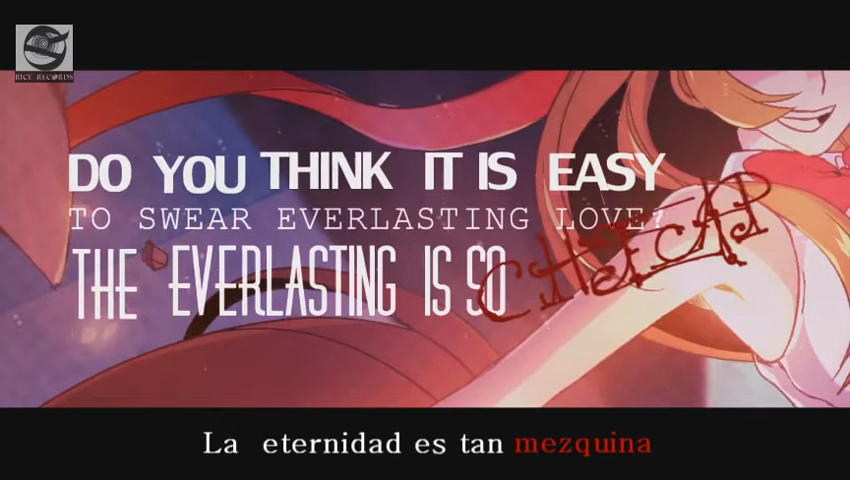 RICE RECORDS
DO YOU THINK IT IS EASY
TO SWEAR EVERLASTING LOVE?
THE EVERLASTING IS SO CHEEAP
La eternidad es tan mezquina